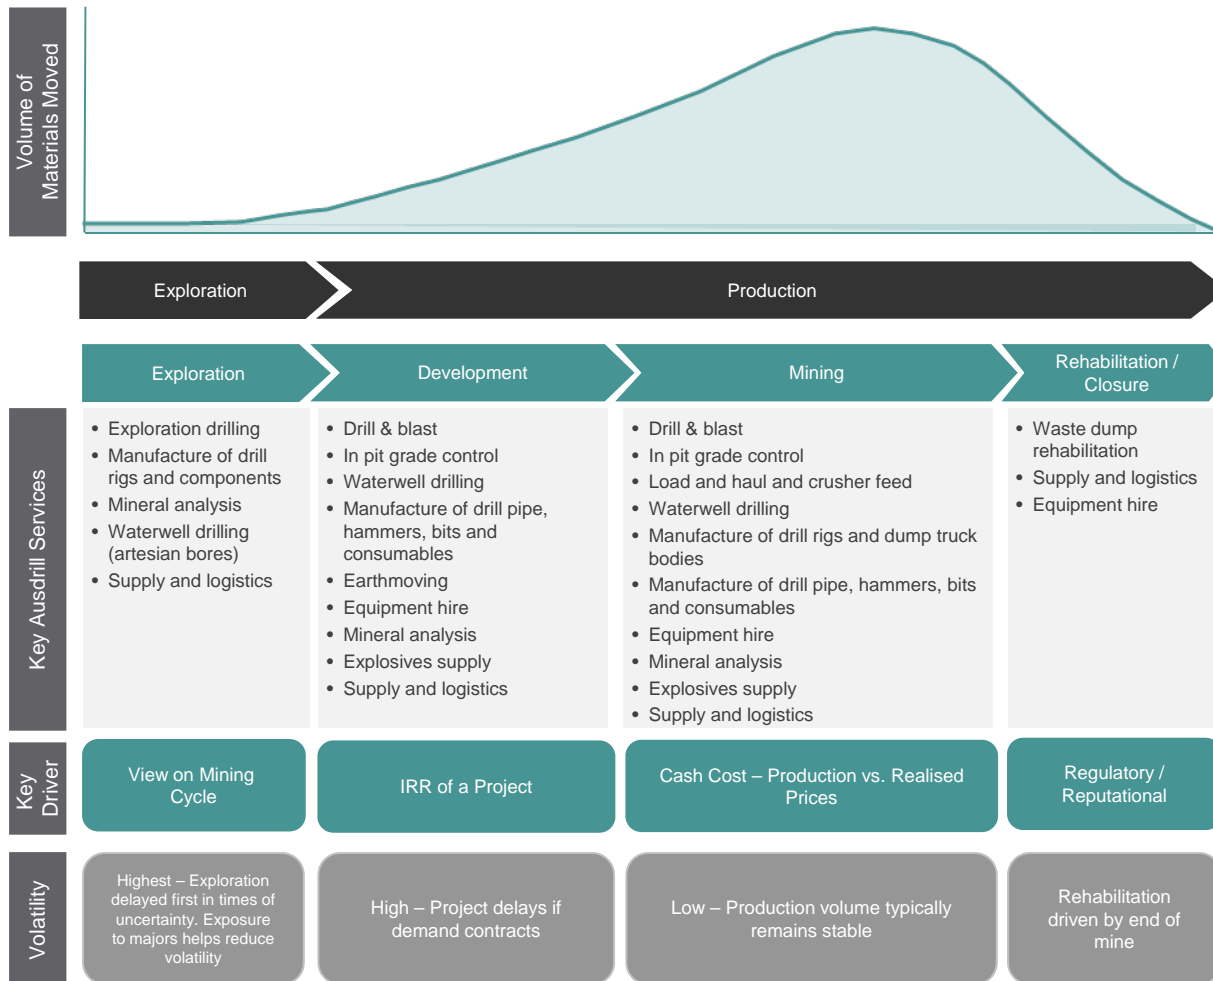 Volume of
Materials Moved
Exploration
Production
Exploration
Development
Mining
Rehabilitation /
Closure
Key Ausdrill Services
• Exploration drilling
• Manufacture of drill
rigs and components
• Mineral analysis
• Waterwell drilling
(artesian bores)
• Supply and logistics
• Drill & blast
• In pit grade control
• Waterwell drilling
• Manufacture of drill pipe,
hammers, bits and
consumables
• Earthmoving
• Equipment hire
• Mineral analysis
• Explosives supply
• Supply and logistics
• Drill & blast
• In pit grade control
• Load and haul and crusher feed
• Waterwell drilling
• Manufacture of drill rigs and dump truck
bodies
• Manufacture of drill pipe, hammers, bits
and consumables
• Equipment hire
• Mineral analysis
• Explosives supply
• Supply and logistics
• Waste dump
rehabilitation
• Supply and logistics
• Equipment hire
Key
Driver
View on Mining
Cycle
IRR of a Project
Cash Cost – Production vs. Realised
Prices
Regulatory /
Reputational
Volatility
Highest – Exploration
delayed first in times of
uncertainty. Exposure
to majors helps reduce
volatility
High – Project delays if
demand contracts
Low – Production volume typically
remains stable
Rehabilitation
driven by end of
mine